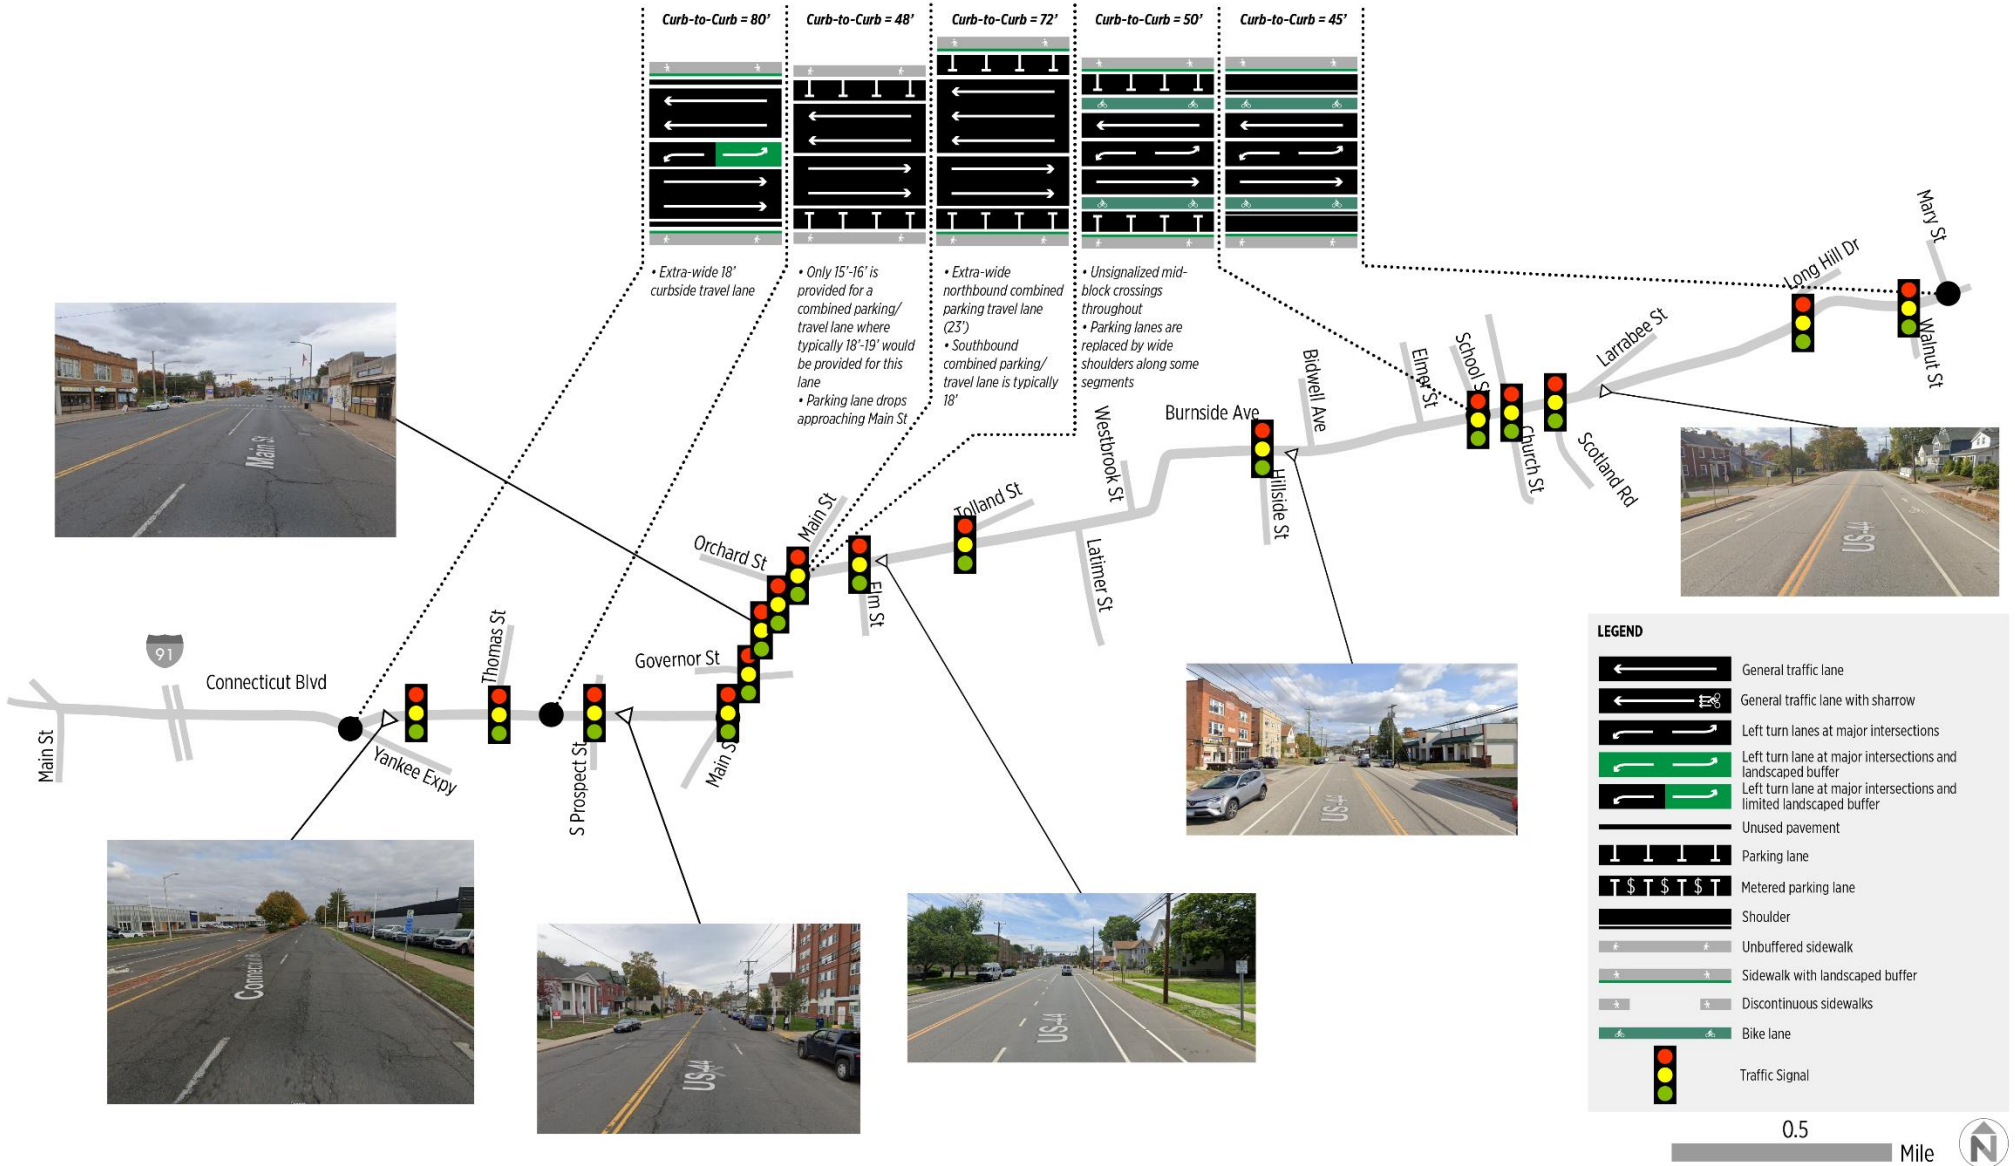 Curb-to-Curb = 80'
Curb-to-Curb = 48'
Curb-to-Curb = 72'
Curb-to-Curb = 50'
Curb-to-Curb = 45'
• Extra-wide 18'
curbside travel lane
• Only 15'-16' is
provided for a
combined parking/
travel lane where
typically 18'-19' would
be provided for this
lane
• Parking lane drops
approaching Main St
• Extra-wide
northbound combined
parking travel lane
(23')
• Southbound
combined parking/
travel lane is typically
18'
• Unsignalized mid-
block crossings
throughout
• Parking lanes are
replaced by wide
shoulders along some
segments
Mary St
Long Hill Dr
Walnut St
Larrabee St
School St
Elmer St
Bidwell Ave
Burnside Ave
Church St
Scotland Rd
Westbrook St
Hillside St
Tolland St
Latimer St
Main St
Orchard St
Elm St
Governor St
Thomas St
91
Connecticut Blvd
Main St
Yankee Expy
S Prospect St
Main St
Main St
US-44
US-44
US-44
US-44
LEGEND
General traffic lane
General traffic lane with sharrow
Left turn lanes at major intersections
Left turn lane at major intersections and
landscaped buffer
Left turn lane at major intersections and
limited landscaped buffer
Unused pavement
Parking lane
$ $ $
Metered parking lane
Shoulder
Unbuffered sidewalk
Sidewalk with landscaped buffer
Discontinuous sidewalks
Bike lane
Traffic Signal
0.5
Mile
N